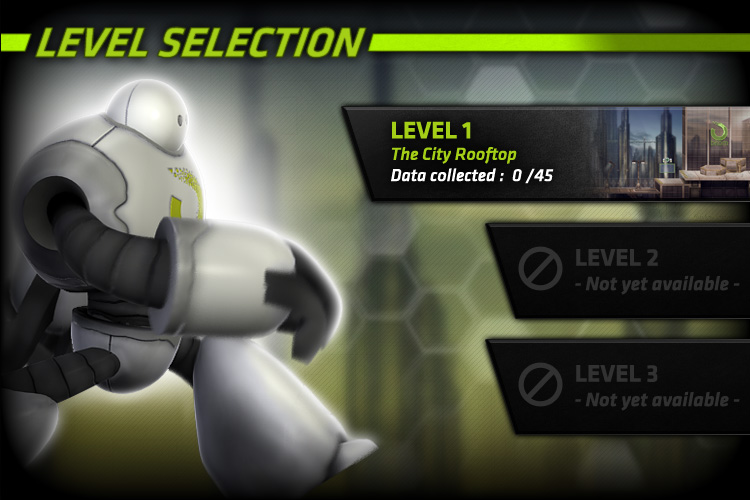 LEVEL SELECTION
LEVEL 1
The City Rooftop
Data collected : 0 /45
LEVEL 2
- Not yet available -
LEVEL 3
- Not yet available -